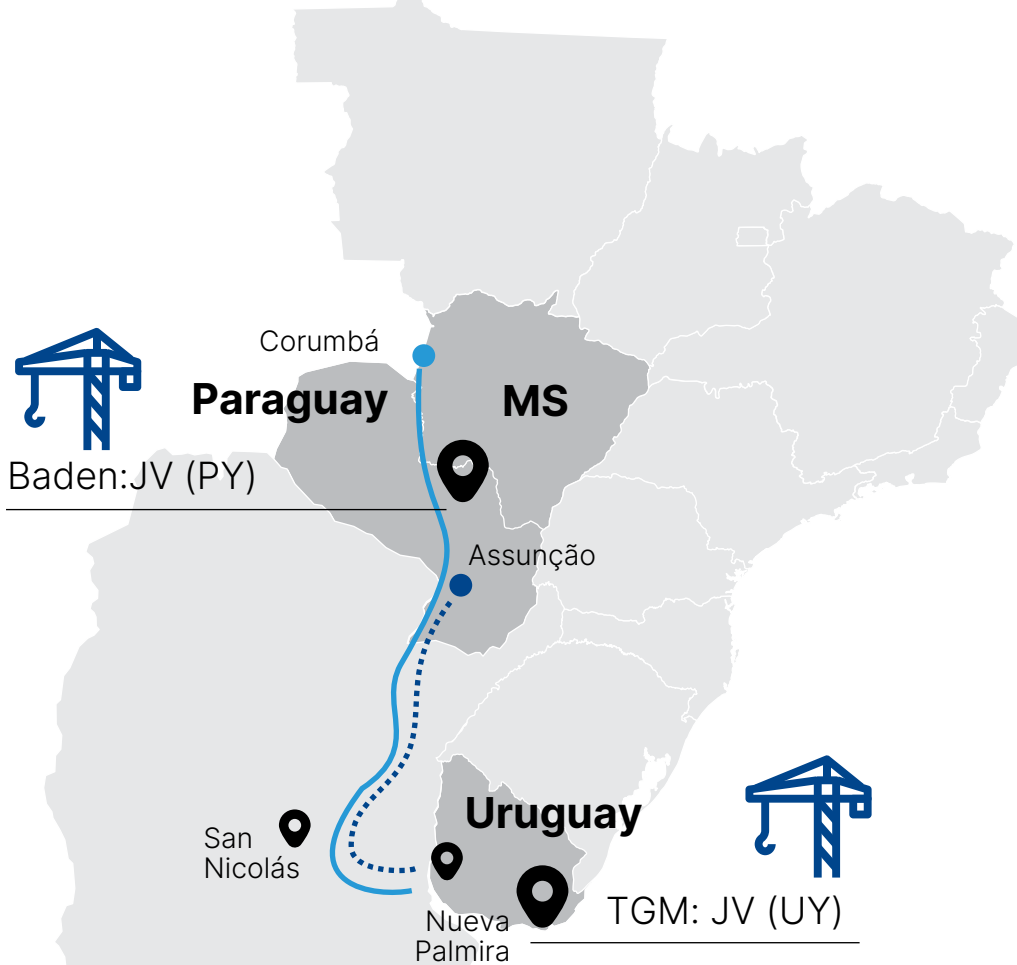 Corumbá
Paraguay
MS
Baden:JV (PY)
Assunção
Uruguay
San
Nicolás
TGM: JV (UY)
Nueva
Palmira